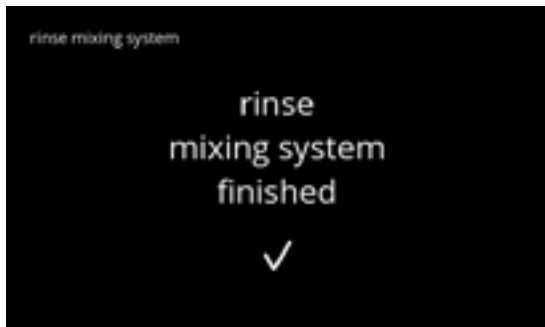 rinse mixing system
rinse
mixing system
finished